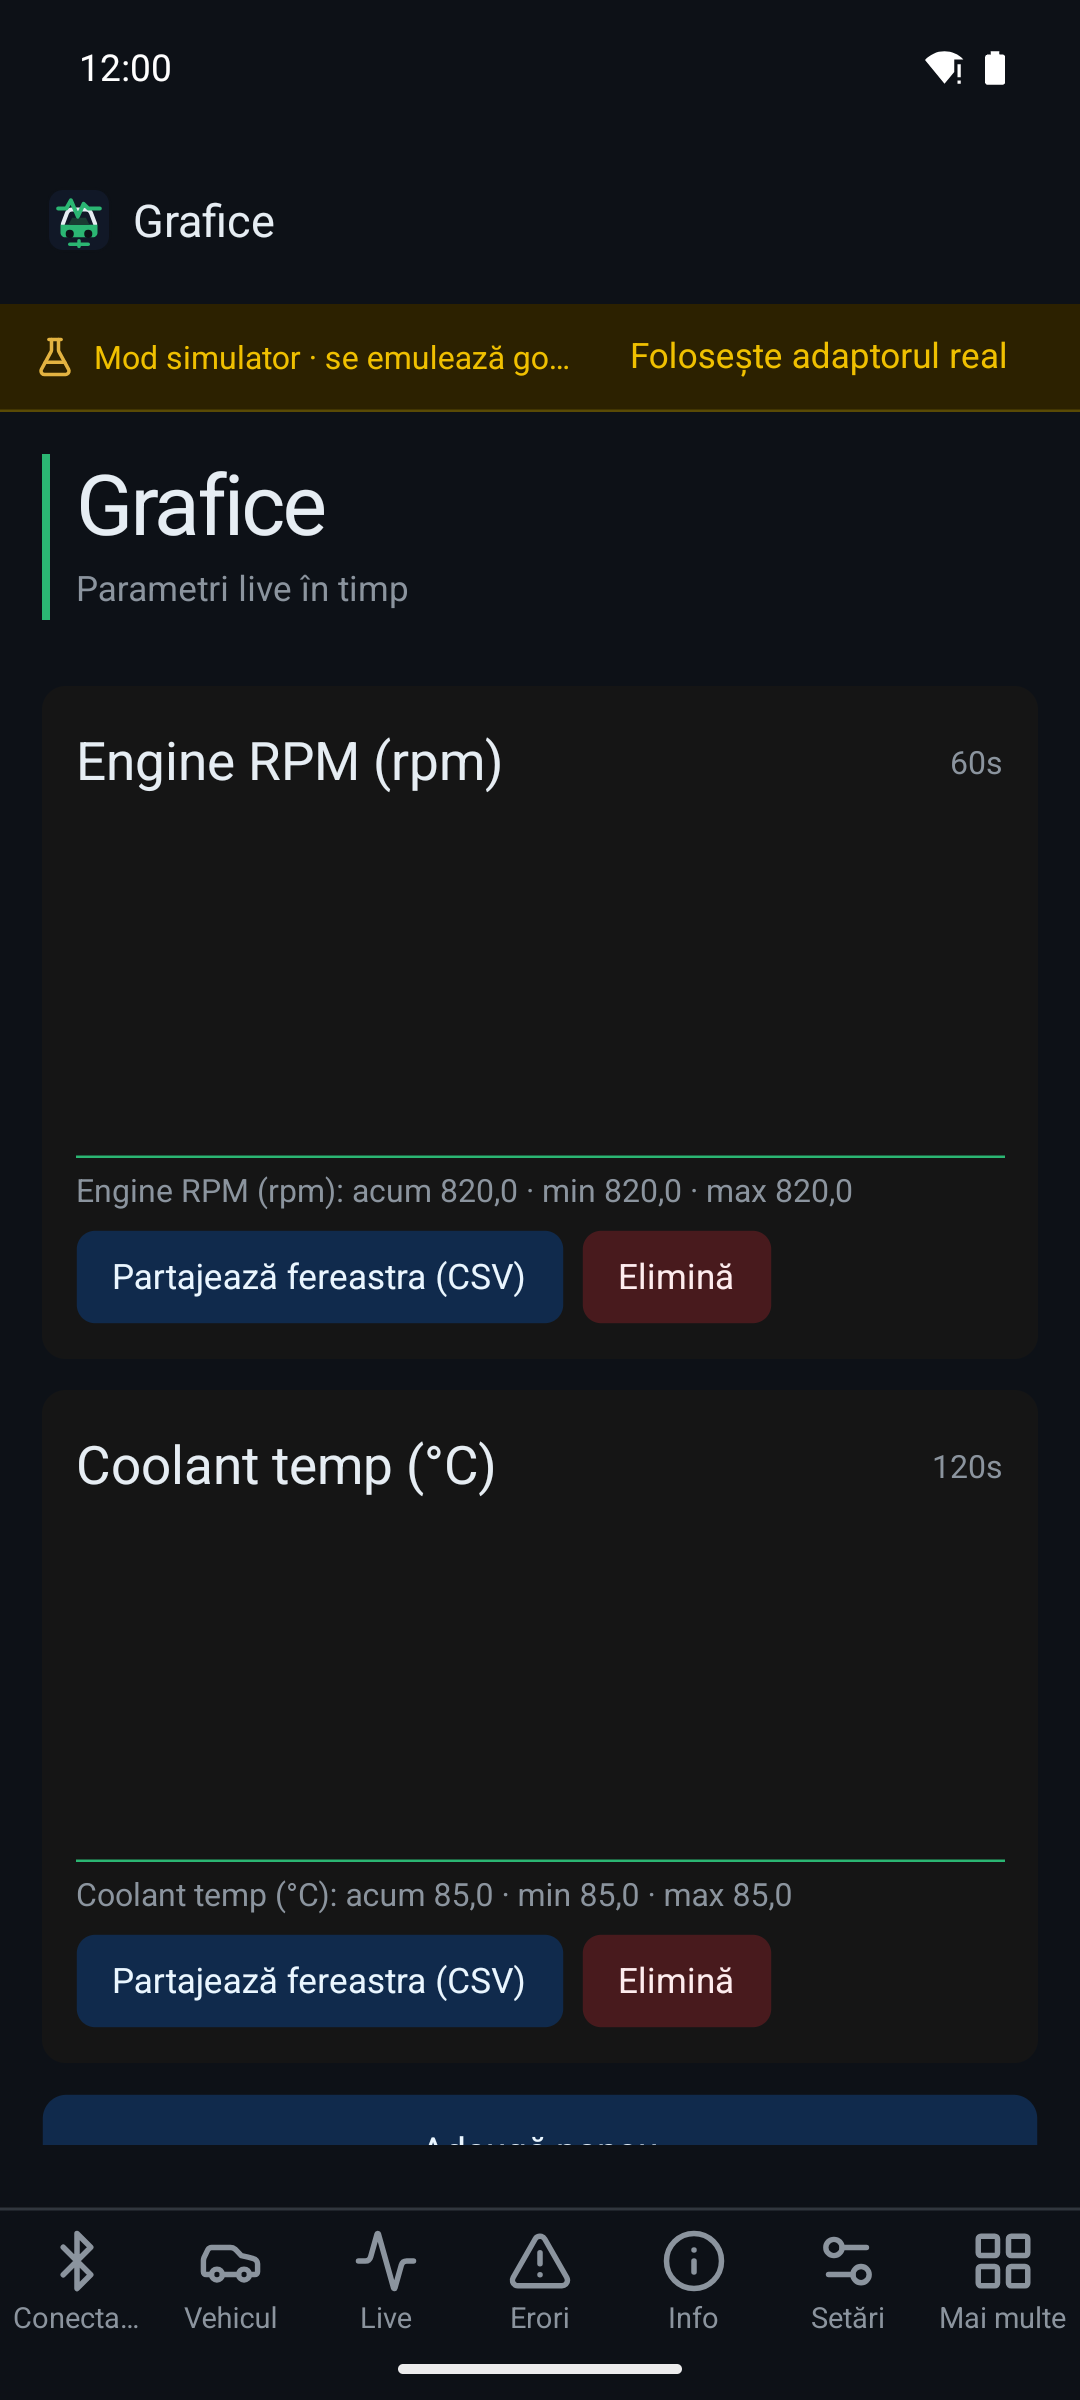 12:00
Grafice
Mod simulator · se emulează go...
Folosește adaptorul real
Grafice
Parametri live în timp
Engine RPM (rpm)
60s
Engine RPM (rpm): acum 820,0 · min 820,0 · max 820,0
Partajează fereastra (CSV)
Elimină
Coolant temp (°C)
120s
Coolant temp (°C): acum 85,0 · min 85,0 · max 85,0
Partajează fereastra (CSV)
Elimină
Adaugă panou
Conecta...
Vehicul
Live
Erori
Info
Setări
Mai multe